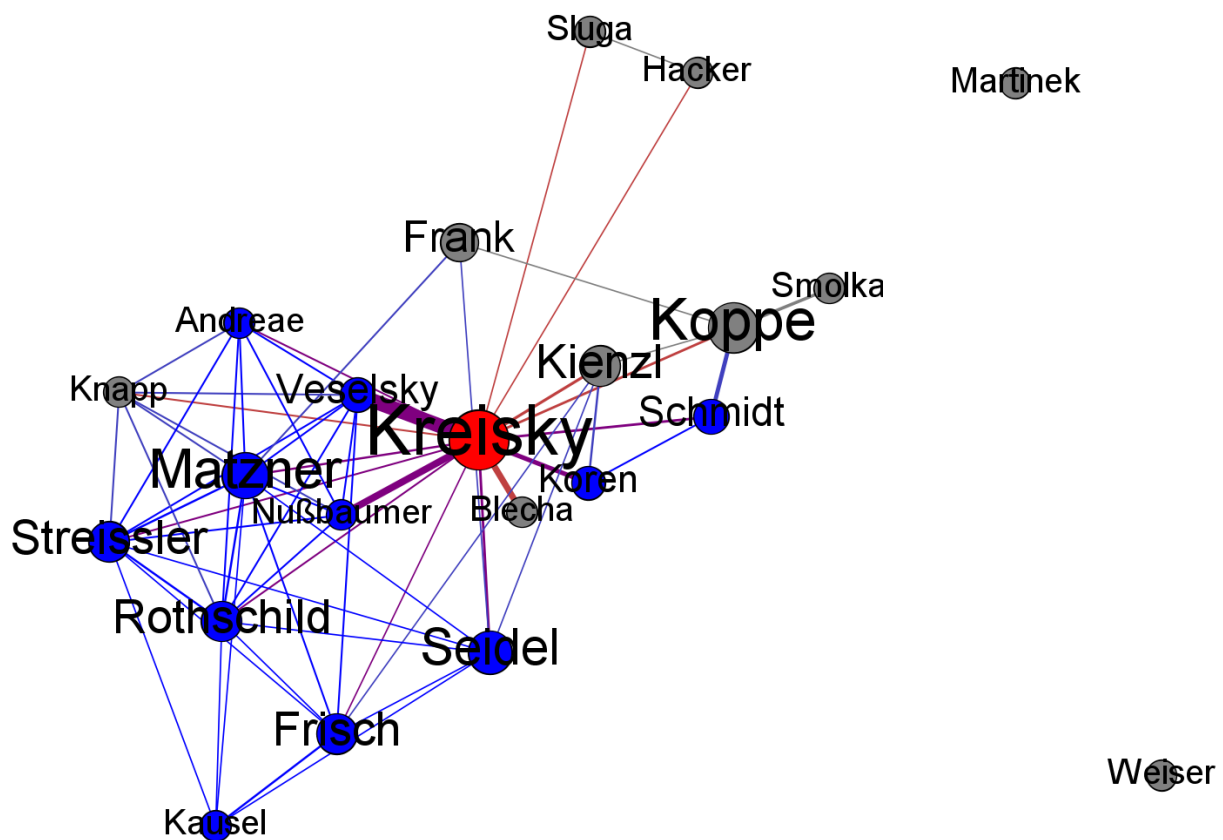 Sluga
Hacker
Martinek
Frank
Smolka
Andreae
Koppe
Kienzl
Knapp
Veselsky
Schmidt
Kreisky
Matzner
Koren
Nußbaumer
Blecha
Streissler
Rothschild
Seidel
Frisch
Weiser
Kausel